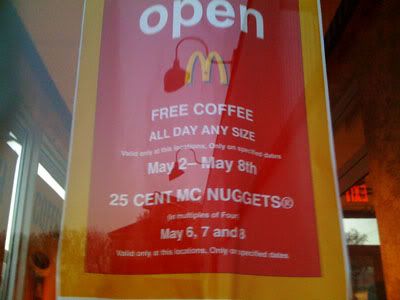 open
FREE COFFEE
ALL DAY ANY SIZE
Valid only at this locations, Only on specified dates
May 2– May 8th
25 CENT MC NUGGETS®
(in multiples of Four)
May 6, 7 and 8
Valid only at this locations, Only on specified dates